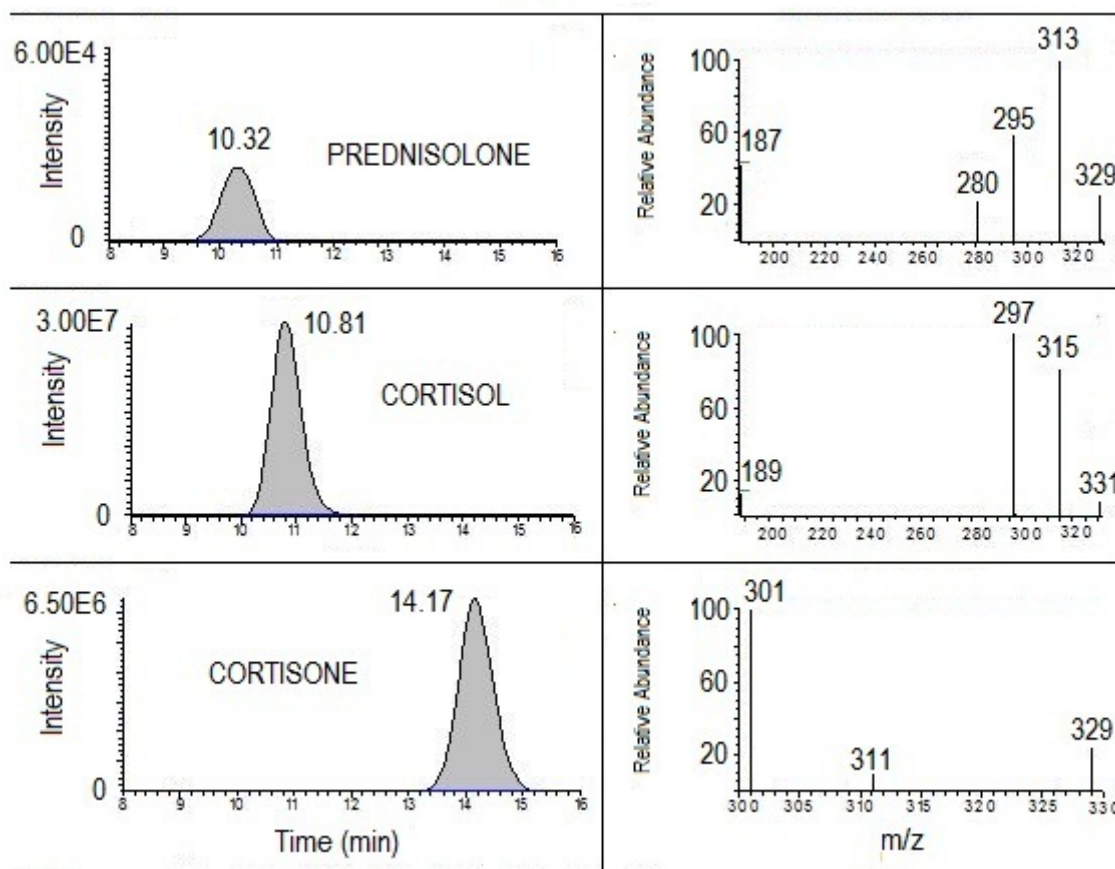 6.00E4
Intensity
0
10.32
PREDNISOLONE
8 9 10 11 12 13 14 15 16
Relative Abundance
100
60
20
187
280
295
313
329
200 220 240 260 280 300 320
3.00E7
Intensity
0
10.81
CORTISOL
8 9 10 11 12 13 14 15 16
Relative Abundance
100
60
20
189
297
315
331
200 220 240 260 280 300 320
6.50E6
Intensity
0
14.17
CORTISONE
8 9 10 11 12 13 14 15 16
Time (min)
Relative Abundance
100
60
20
301
311
329
300 305 310 315 320 325 330
m/z